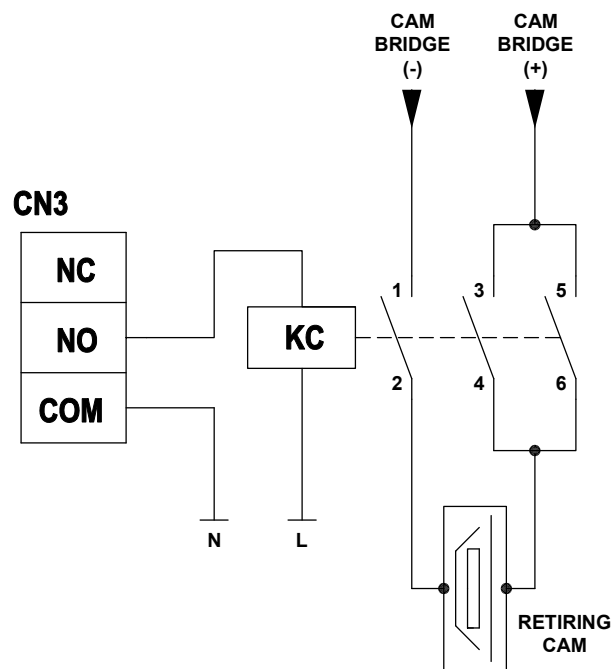 CAM
BRIDGE
(-)
CAM
BRIDGE
(+)
CN3
NC
NO
COM
KC
1
3
5
2
4
6
N
L
RETIRING
CAM